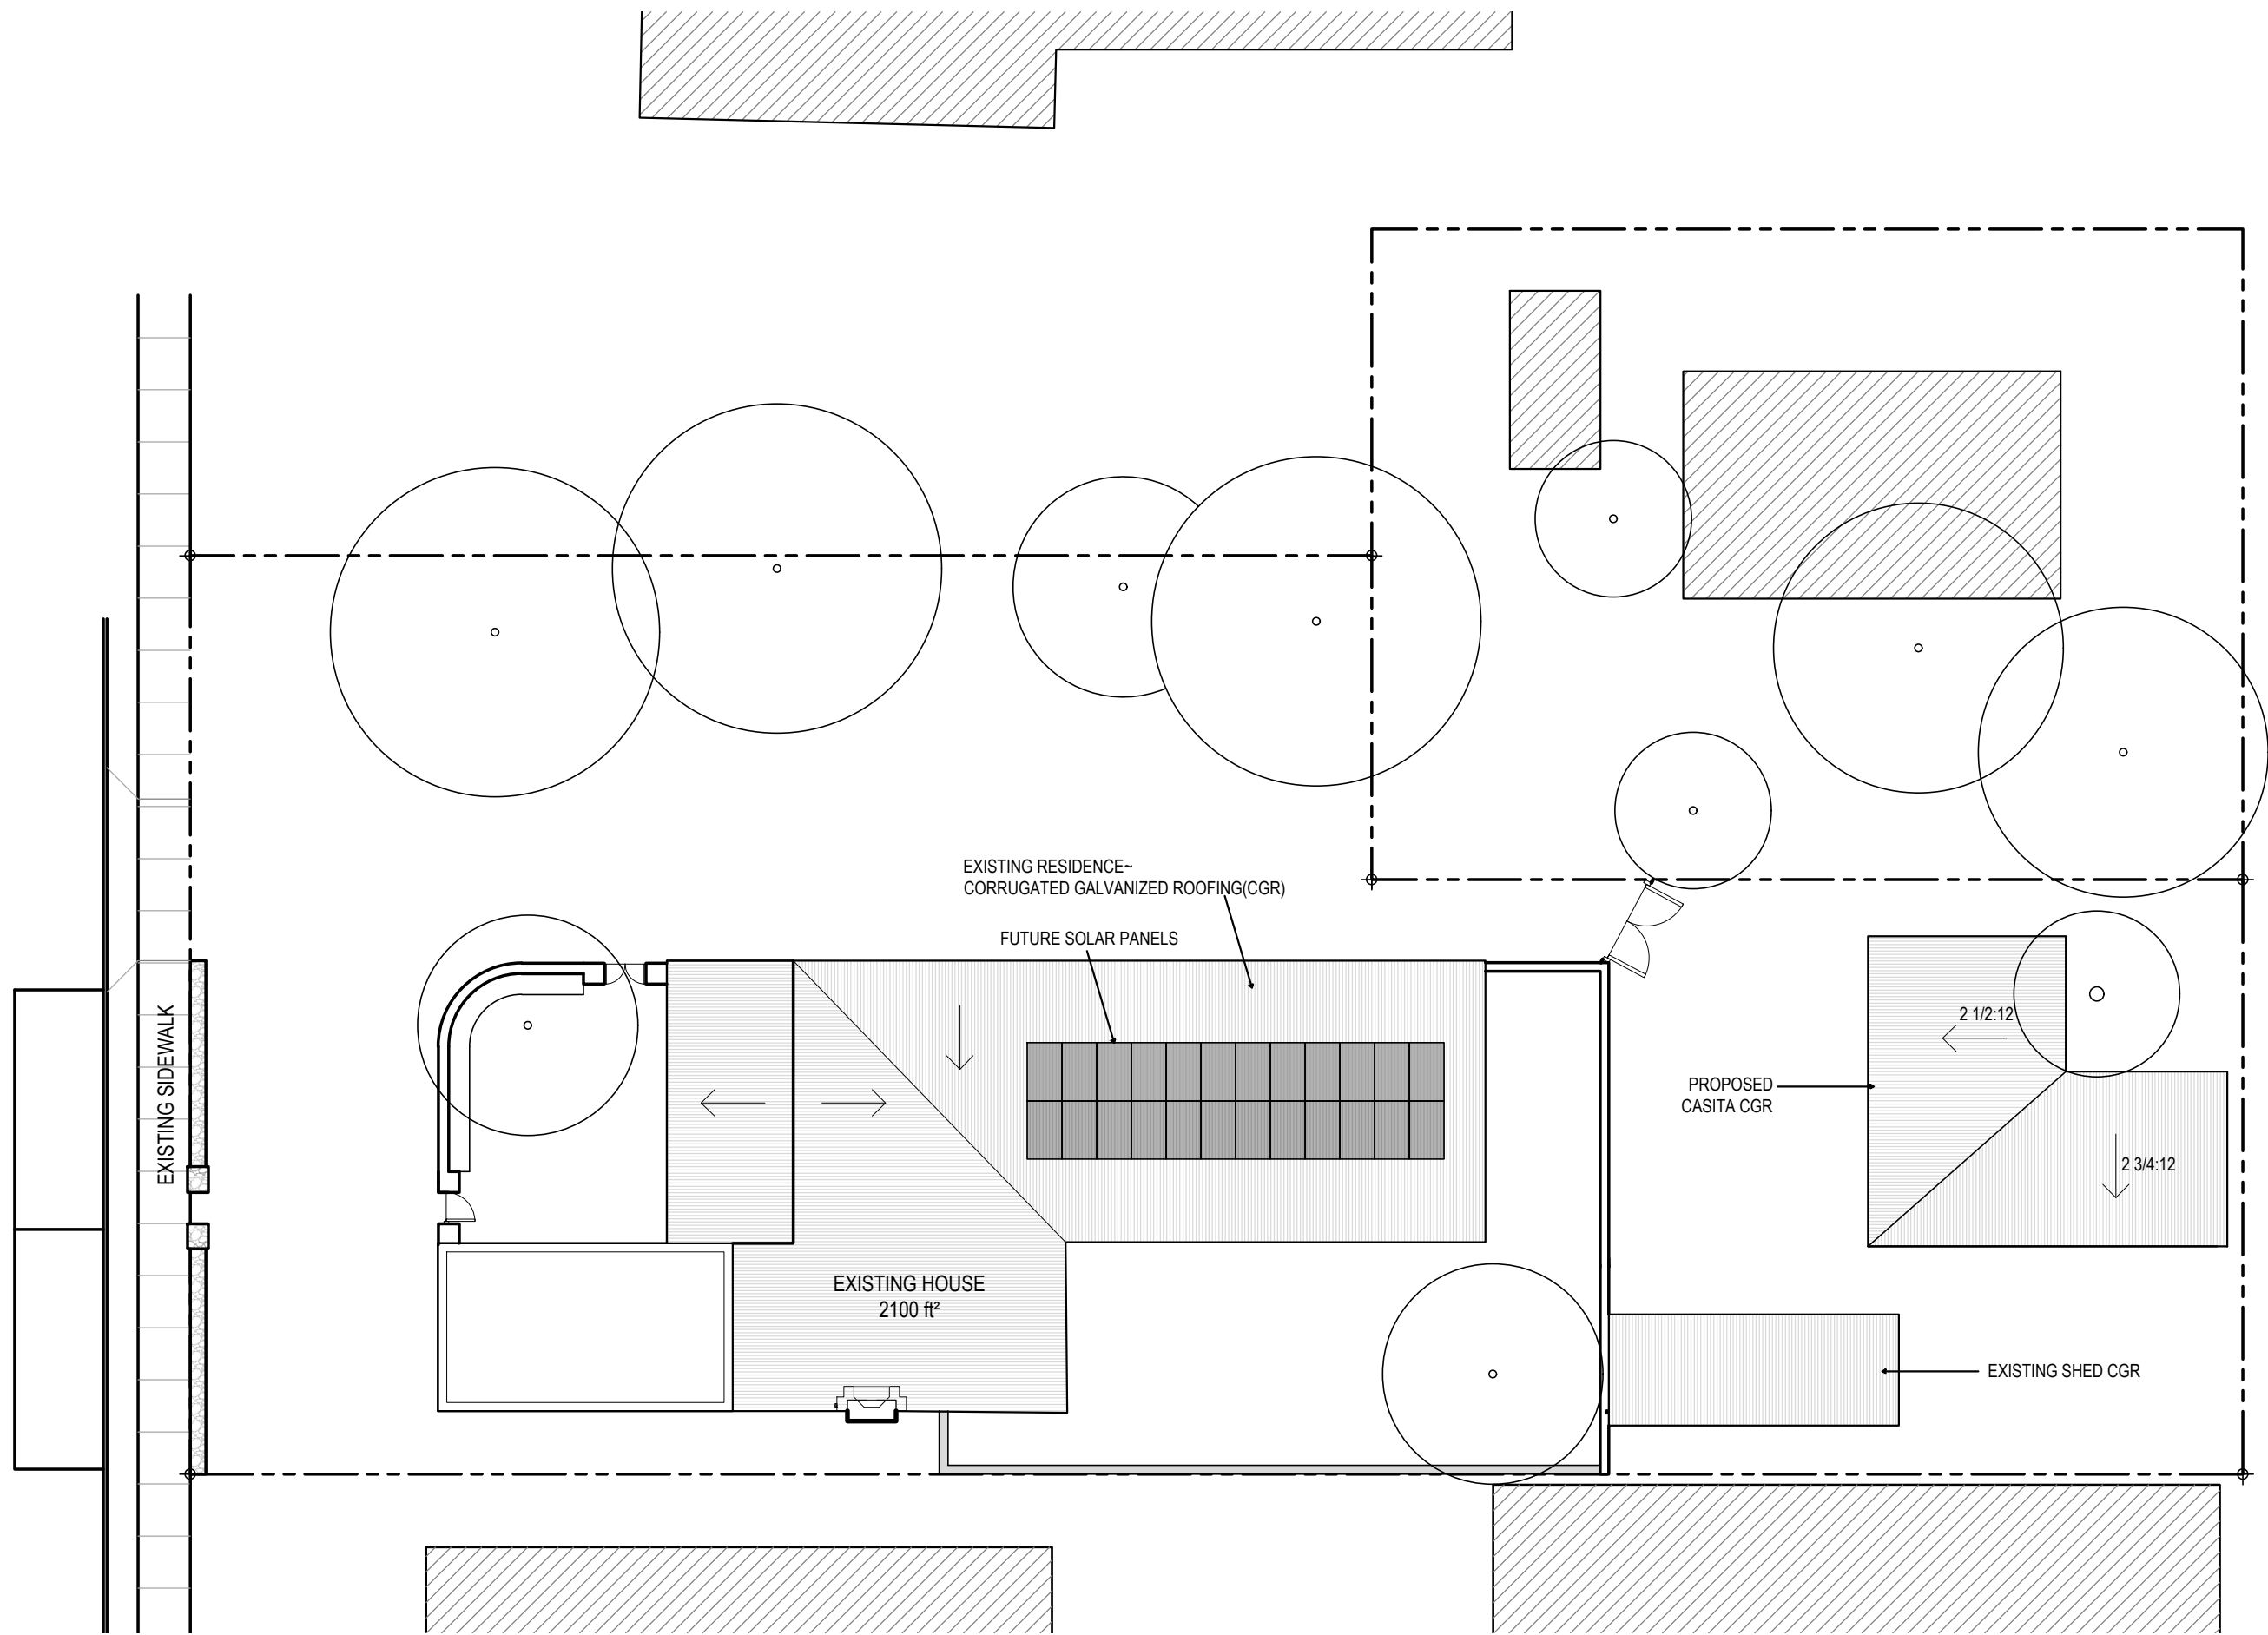 EXISTING RESIDENCE~
CORRUGATED GALVANIZED ROOFING(CGR)
FUTURE SOLAR PANELS
EXISTING SIDEWALK
2 1/2:12
PROPOSED
CASITA CGR
2 3/4:12
EXISTING HOUSE
2100 ft²
EXISTING SHED CGR